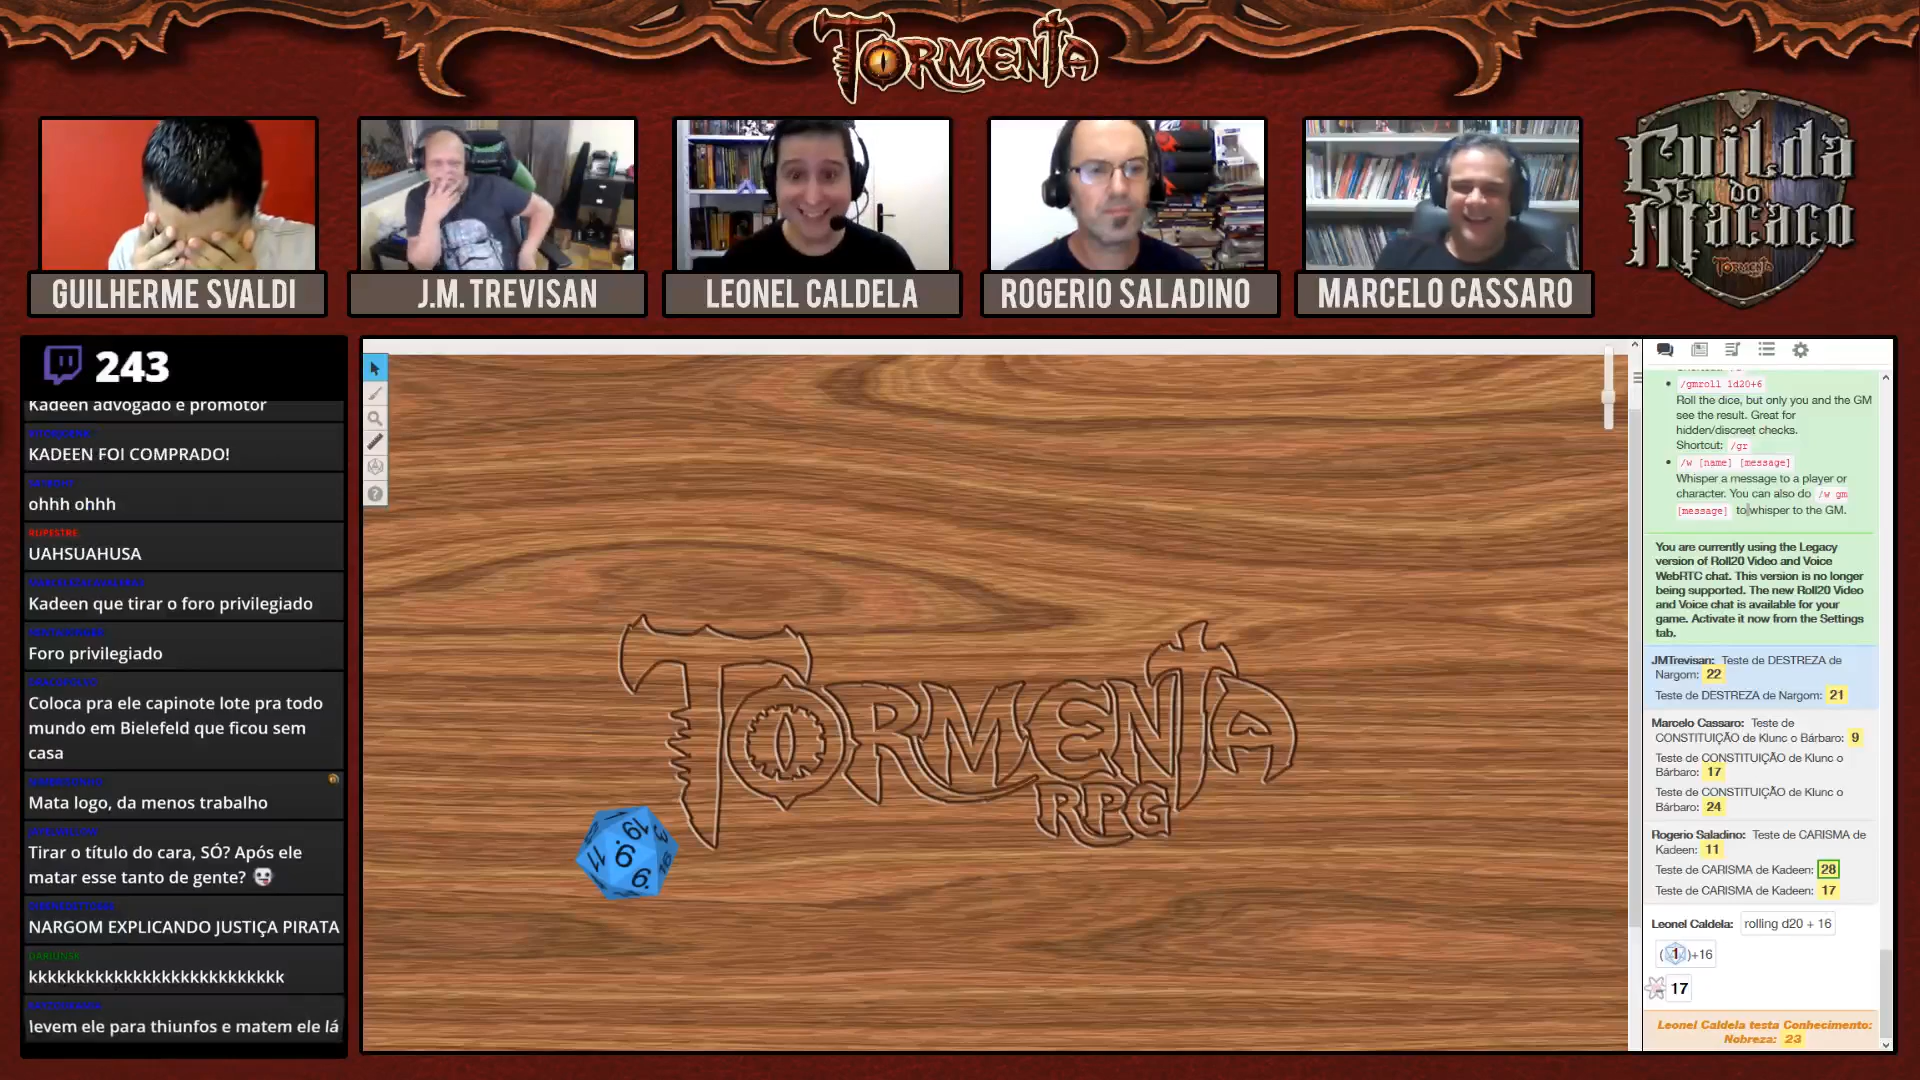 TORMENTA
GUILHERME SVALDI
J.M. TREVISAN
LEONEL CALDELA
ROGERIO SALADINO
MARCELO CASSARO
Guilda
do
Macaco
TORMENTA
243
Kadeen advogado e promotor
KADEEN FOI COMPRADO!
ohhh ohhh
RUPESTRE
UAHSUAHUSA
Kadeen que tirar o foro privilegiado
Foro privilegiado
Coloca pra ele capinote lote pra todo
mundo em Bielefeld que ficou sem
casa
Mata logo, da menos trabalho
Tirar o título do cara, SÓ? Após ele
matar esse tanto de gente?
NARGOM EXPLICANDO JUSTIÇA PIRATA
DARIUNSK
kkkkkkkkkkkkkkkkkkkkkkkkkkk
levem ele para thiunfos e matem ele lá
TORMENTA
RPG
19
3
11
9.
16
9.
/gmroll 1d20+6
Roll the dice, but only you and the GM
see the result. Great for
hidden/discreet checks.
Shortcut: /gr
/w [name] [message]
Whisper a message to a player or
character. You can also do /w gm
[message] to whisper to the GM.
You are currently using the Legacy
version of Roll20 Video and Voice
WebRTC chat. This version is no longer
being supported. The new Roll20 Video
and Voice chat is available for your
game. Activate it now from the Settings
tab.
JMTrevisan: Teste de DESTREZA de
Nargom: 22
Teste de DESTREZA de Nargom: 21
Marcelo Cassaro: Teste de
CONSTITUIÇÃO de Klunc o Bárbaro: 9
Teste de CONSTITUIÇÃO de Klunc o
Bárbaro: 17
Teste de CONSTITUIÇÃO de Klunc o
Bárbaro: 24
Rogerio Saladino: Teste de CARISMA de
Kadeen: 11
Teste de CARISMA de Kadeen: 28
Teste de CARISMA de Kadeen: 17
Leonel Caldela: rolling d20 + 16
(1)+16
17
Leonel Caldela testa Conhecimento:
Nobreza: 23